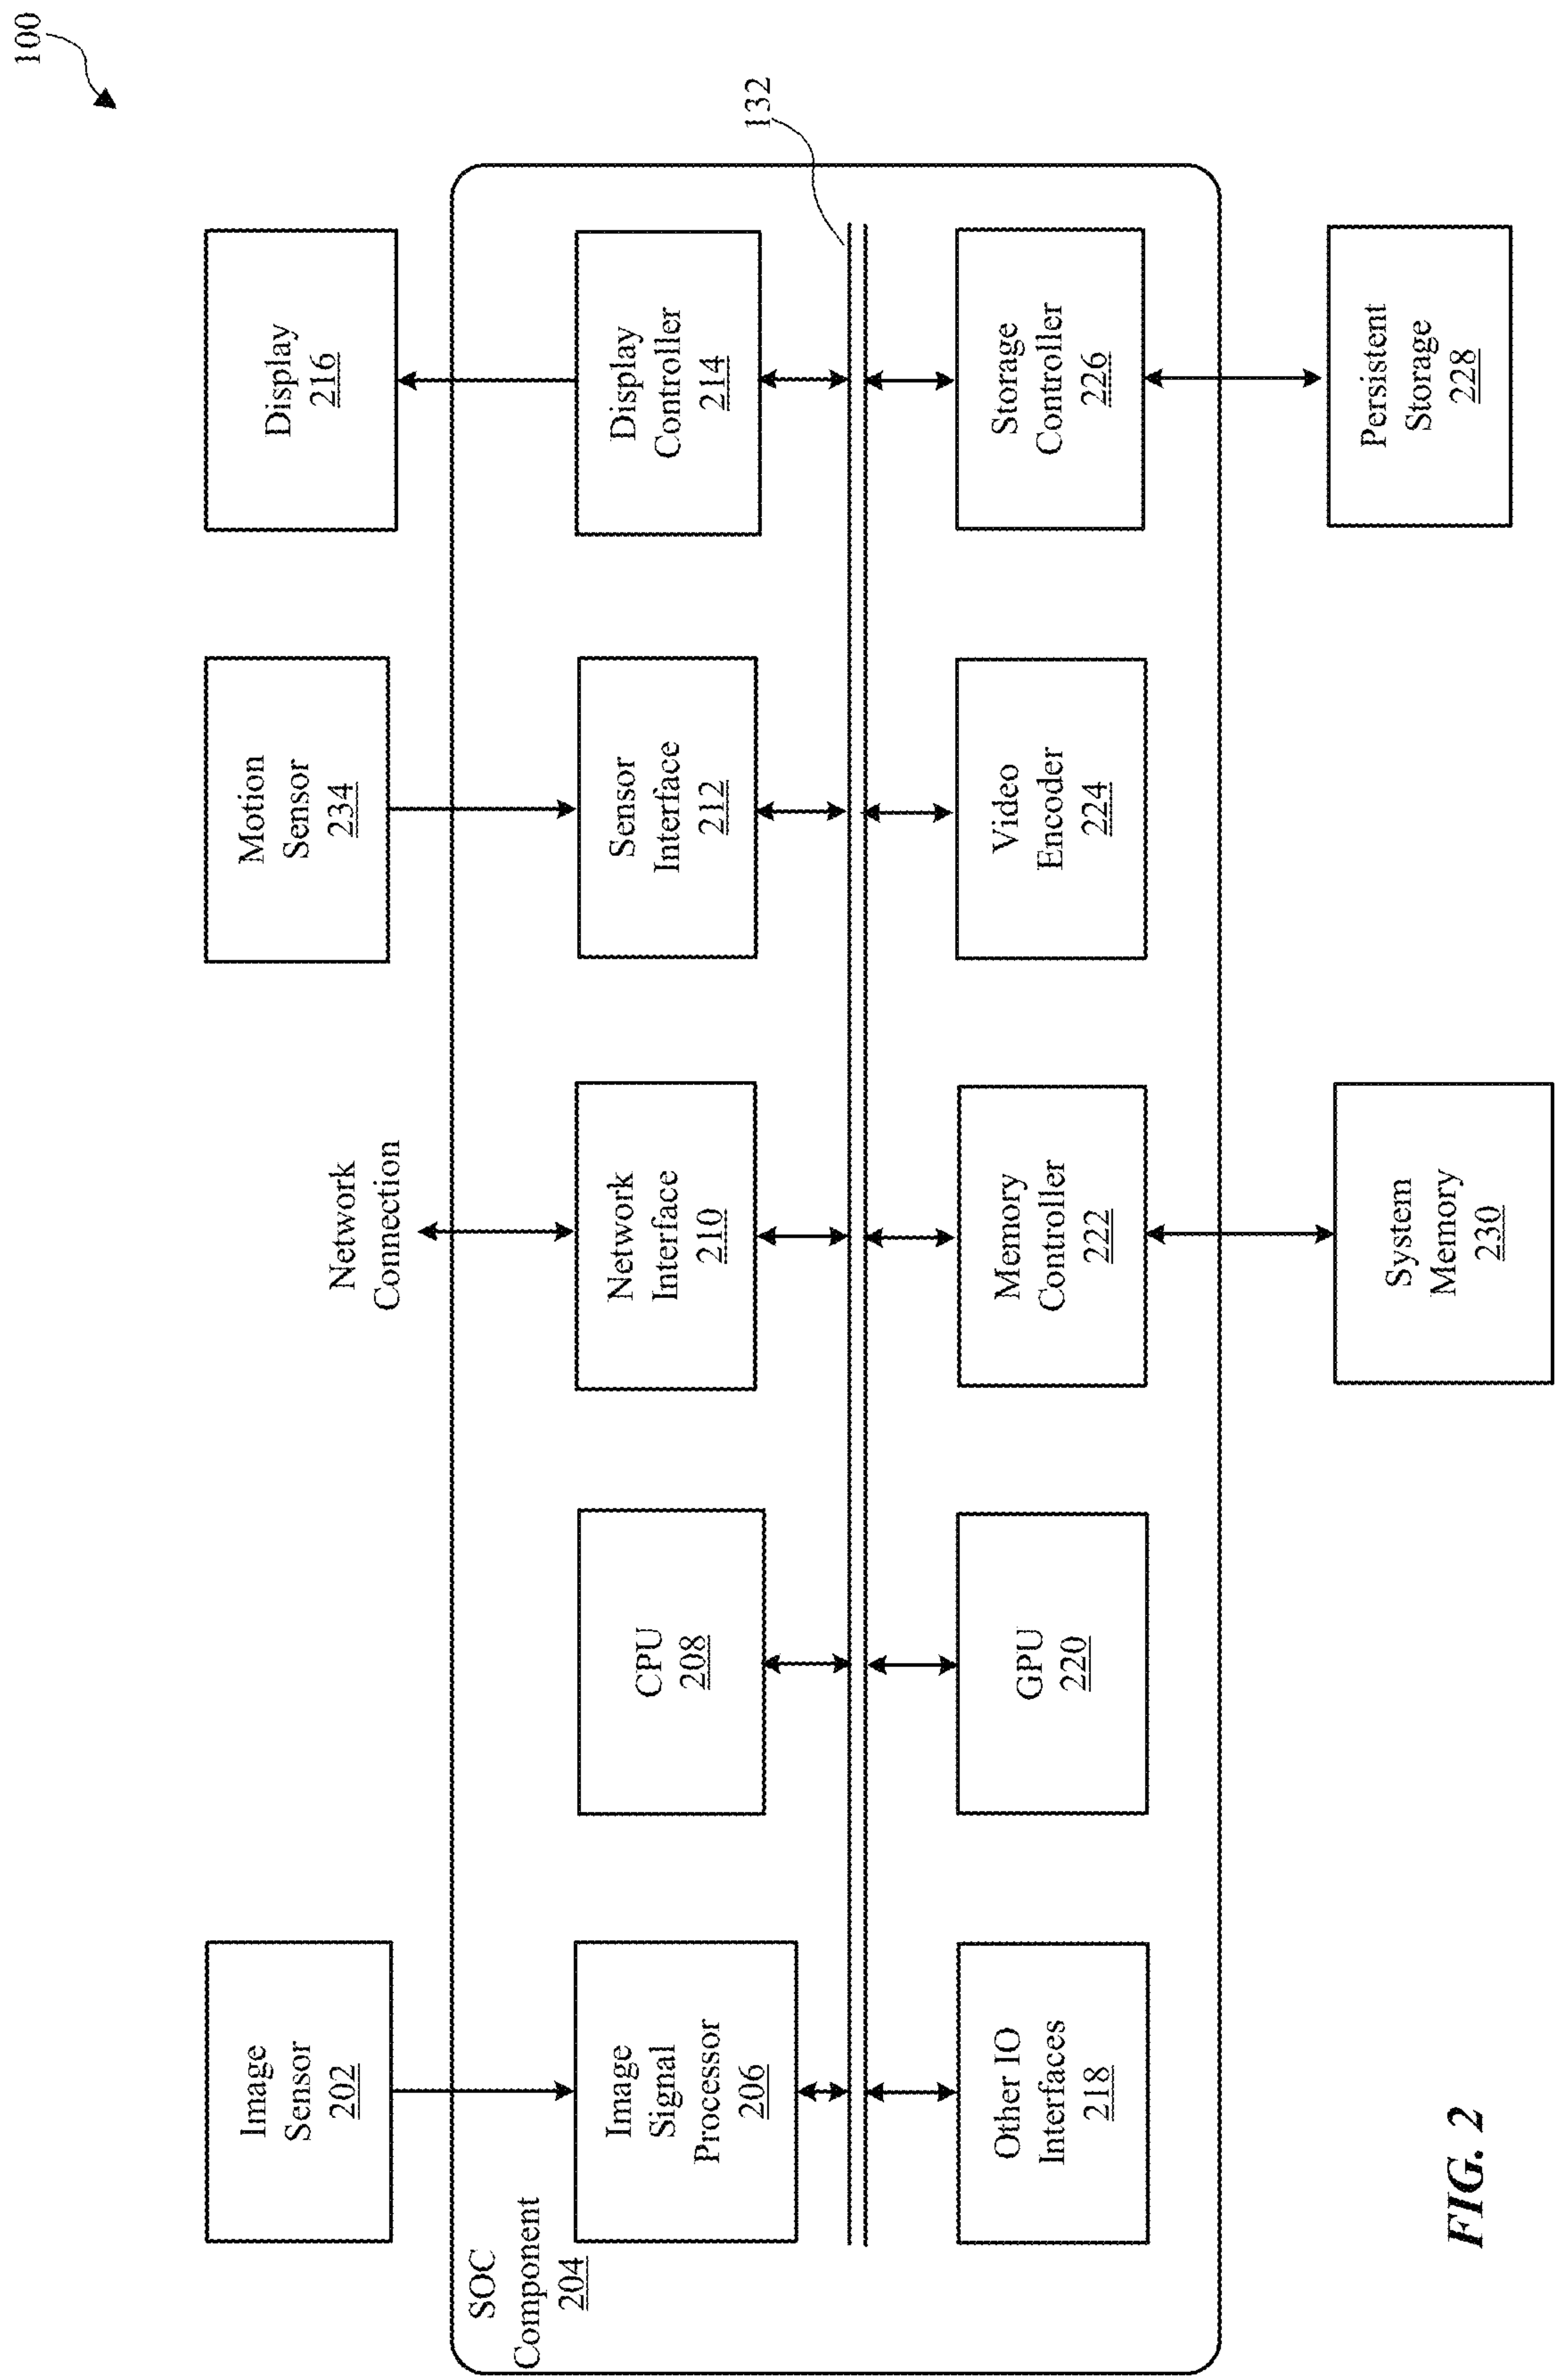 100
Image
Sensor
202
Network
Connection
Motion
Sensor
234
Display
216
SOC
Component
204
132
Image
Signal
Processor
206
CPU
208
Network
Interface
210
Sensor
Interface
212
Display
Controller
214
Other IO
Interfaces
218
GPU
220
Memory
Controller
222
Video
Encoder
224
Storage
Controller
226
System
Memory
230
Persistent
Storage
228
FIG. 2